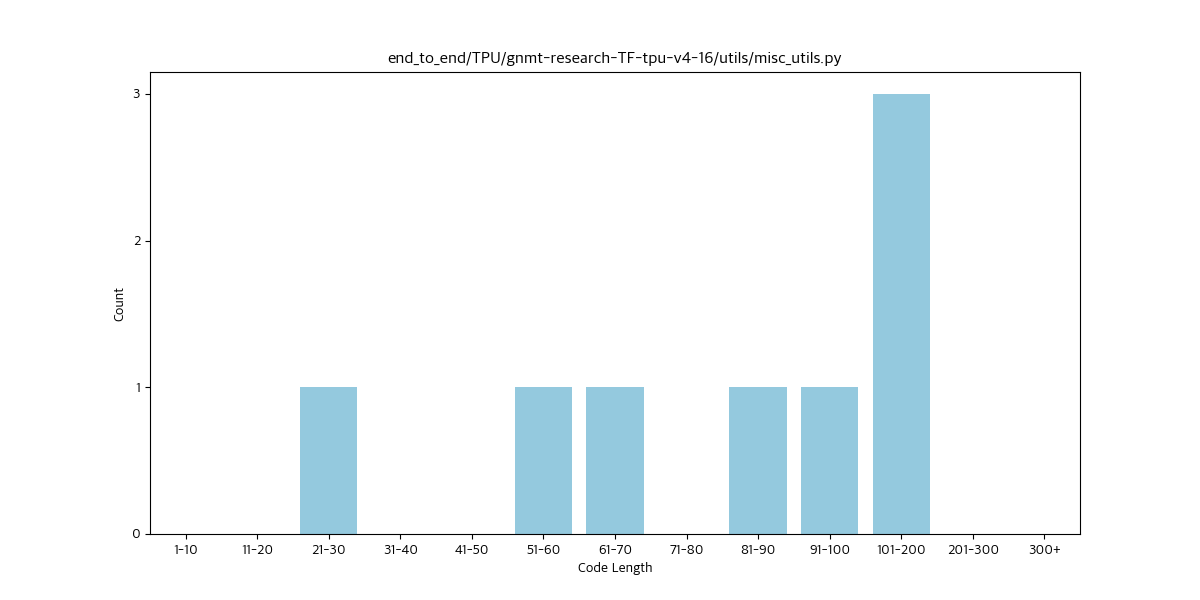 end_to_end/TPU/gnmt-research-TF-tpu-v4-16/utils/misc_utils.py
3
2
1
0
Count
1-10 11-20 21-30 31-40 41-50 51-60 61-70 71-80 81-90 91-100 101-200 201-300 300+
Code Length